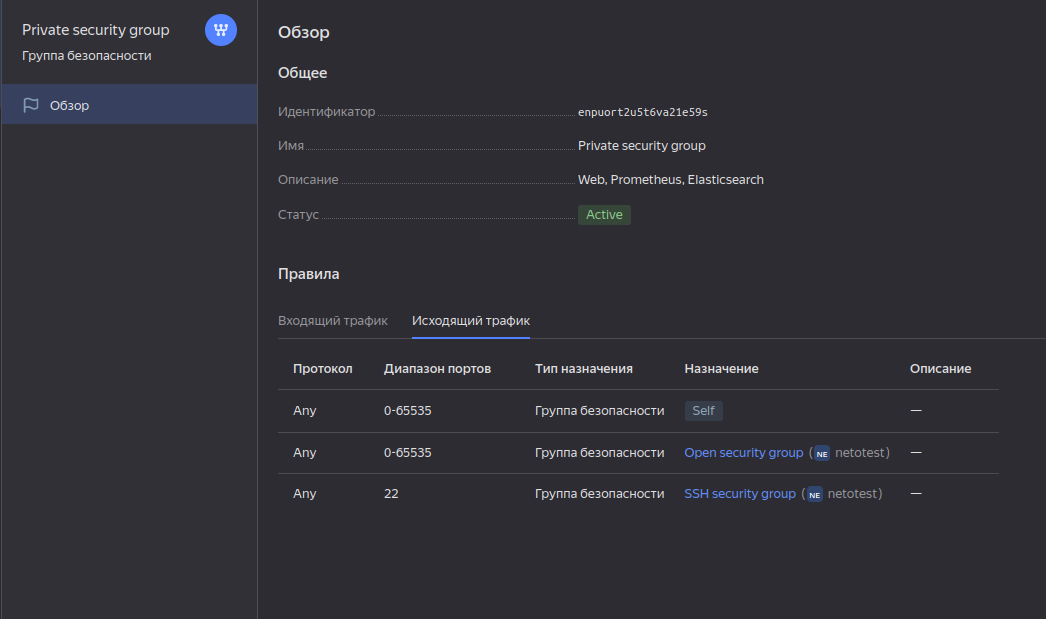 Private security group
Группа безопасности
Обзор
Обзор
Общее
Идентификатор enpuort2u5t6va21e59s
Имя Private security group
Описание Web, Prometheus, Elasticsearch
Статус Active
Правила
Входящий трафик Исходящий трафик
Протокол Диапазон портов Тип назначения Назначение Описание
Any 0-65535 Группа безопасности Self —
Any 0-65535 Группа безопасности Open security group (NE netotest) —
Any 22 Группа безопасности SSH security group (NE netotest) —